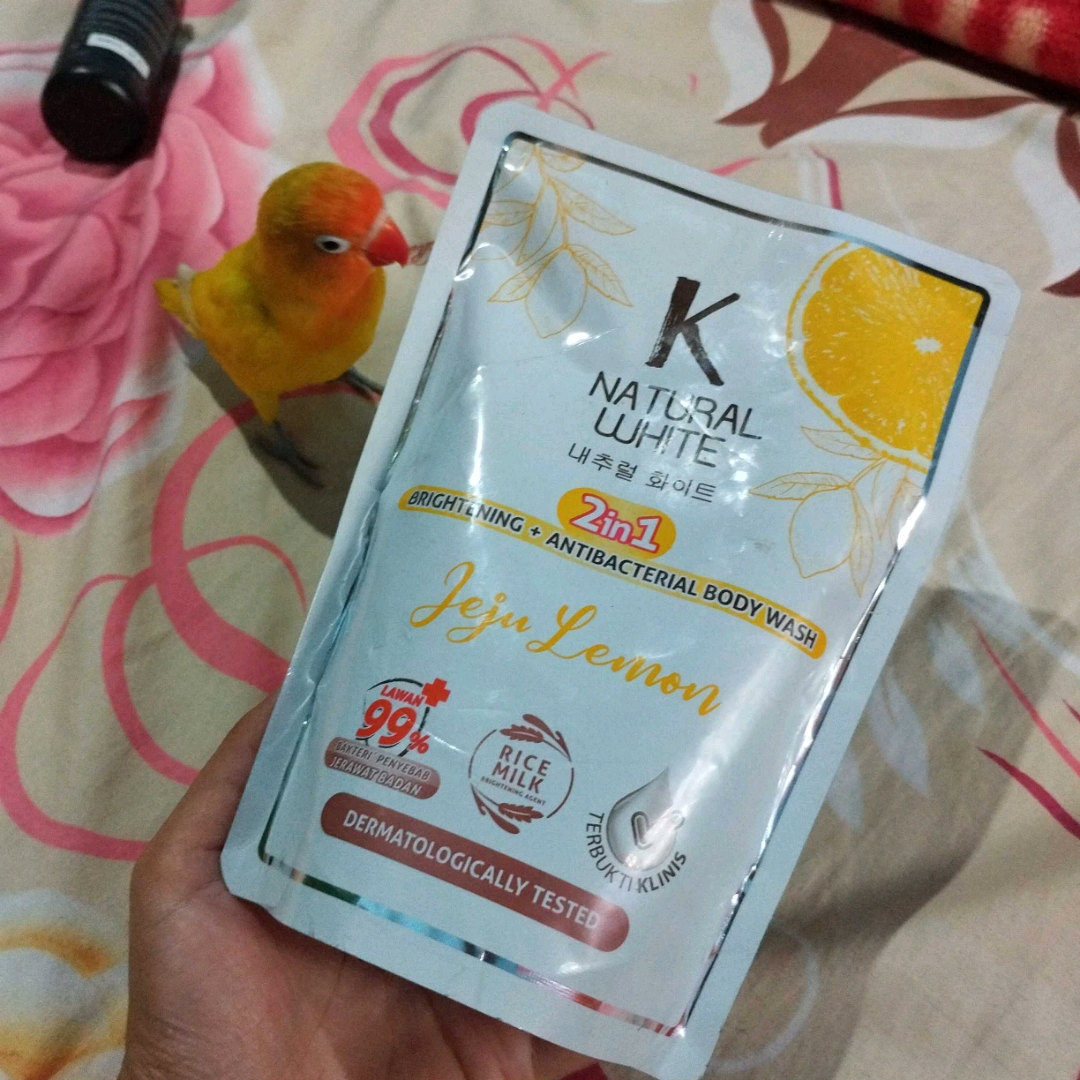 K
NATURAL
WHITE
내추럴 화이트
2in1
BRIGHTENING + ANTIBACTERIAL BODY WASH
Jeju Lemon
LAWAN
99%
BAKTERI PENYEBAB
JERAWAT BADAN
RICE
MILK
BRIGHTENING AGENT
TERBUKTI KLINIS
DERMATOLOGICALLY TESTED